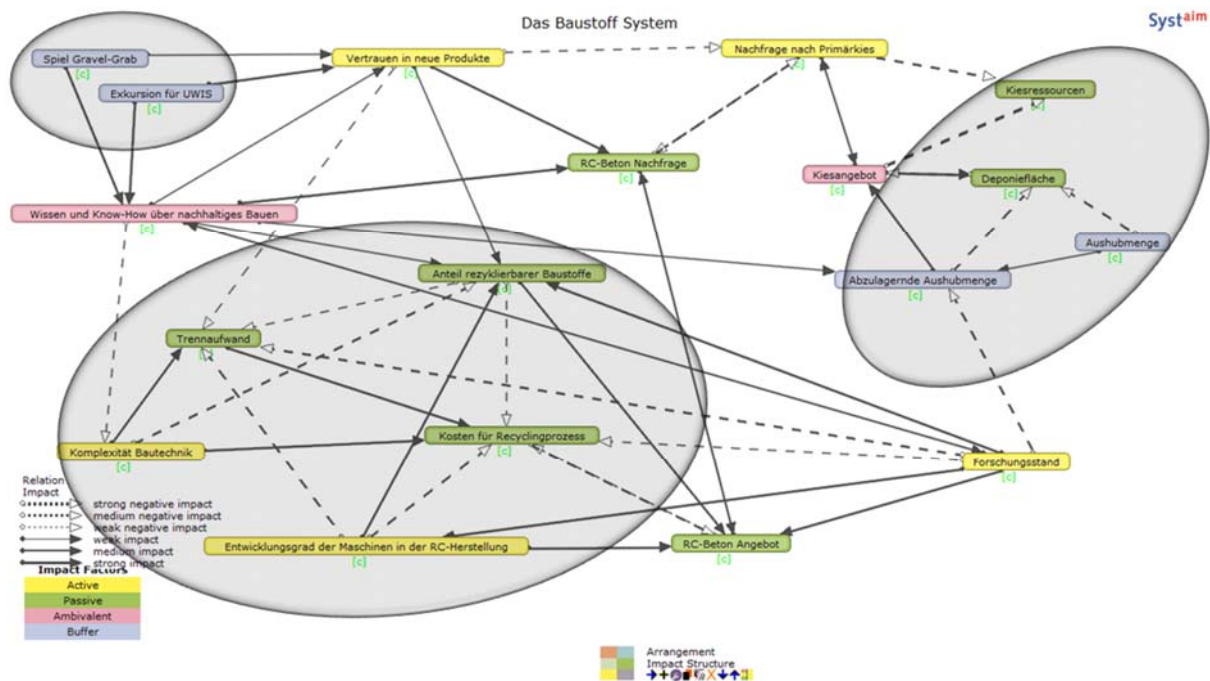 Das Baustoff System
Systaim
Spiel Gravel-Grab
[c]
Vertrauen in neue Produkte
[c]
Nachfrage nach Primärkies
[c]
Exkursion für UWIS
[c]
Kiesressourcen
[c]
RC-Beton Nachfrage
[c]
Kiesangebot
[c]
Deponiefläche
[c]
Wissen und Know-How über nachhaltiges Bauen
[c]
Aushubmenge
[c]
Anteil rezyklierbarer Baustoffe
[c]
Abzulagernde Aushubmenge
[c]
Trennaufwand
Kosten für Recyclingprozess
[c]
Komplexität Bautechnik
[c]
Forschungsstand
[c]
Entwicklungsgrad der Maschinen in der RC-Herstellung
[c]
RC-Beton Angebot
[c]
Relation
Impact
strong negative impact
medium negative impact
weak negative impact
weak impact
medium impact
strong impact
Impact Factors
Active
Passive
Ambivalent
Buffer
Arrangement
Impact Structure